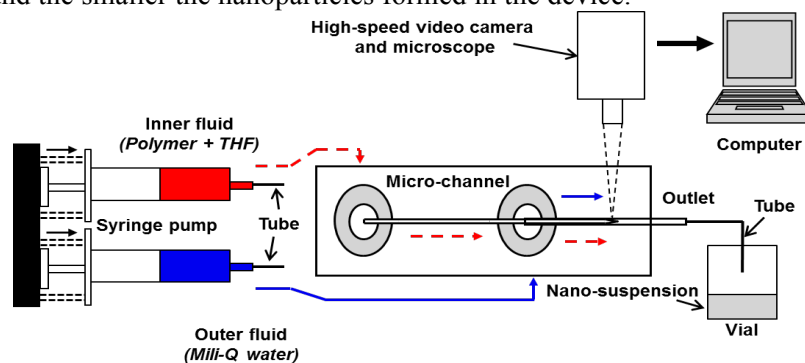 and the smaller the nanoparticles formed in the device.
High-speed video camera
and microscope
Computer
Inner fluid
(Polymer + THF)
Micro-channel
Outlet
Tube
Tube
Syringe pump
Nano-suspension
Vial
Outer fluid
(Mili-Q water)